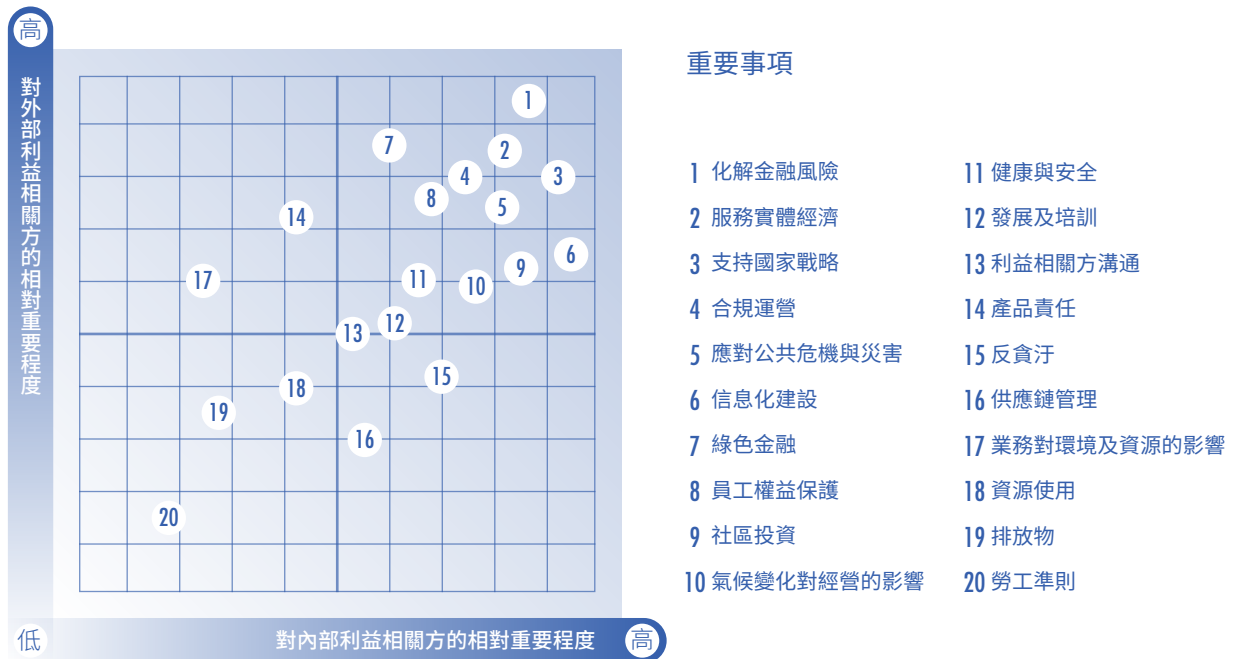 高
對外部利益相關方的相對重要程度
低
對內部利益相關方的相對重要程度
高
1
7
2
4
3
8
5
14
6
9
17
11
10
12
13
15
18
19
16
20
重要事項
1 化解金融風險
2 服務實體經濟
3 支持國家戰略
4 合規運營
5 應對公共危機與災害
6 信息化建設
7 綠色金融
8 員工權益保護
9 社區投資
10 氣候變化對經營的影響
11 健康與安全
12 發展及培訓
13 利益相關方溝通
14 產品責任
15 反貪汙
16 供應鏈管理
17 業務對環境及資源的影響
18 資源使用
19 排放物
20 勞工準則